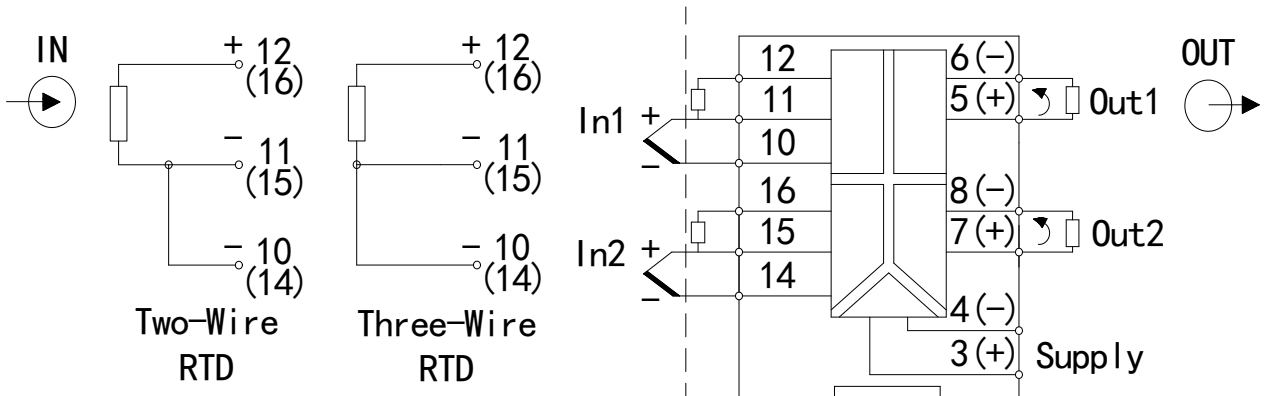 IN
+ 12
(16)
- 11
(15)
- 10
(14)
Two-Wire
RTD
+ 12
(16)
- 11
(15)
- 10
(14)
Three-Wire
RTD
In1
+
-
12
11
10
In2
+
-
16
15
14
6(-)
5(+)
Out1
8(-)
7(+)
Out2
4(-)
3(+)
Supply
OUT